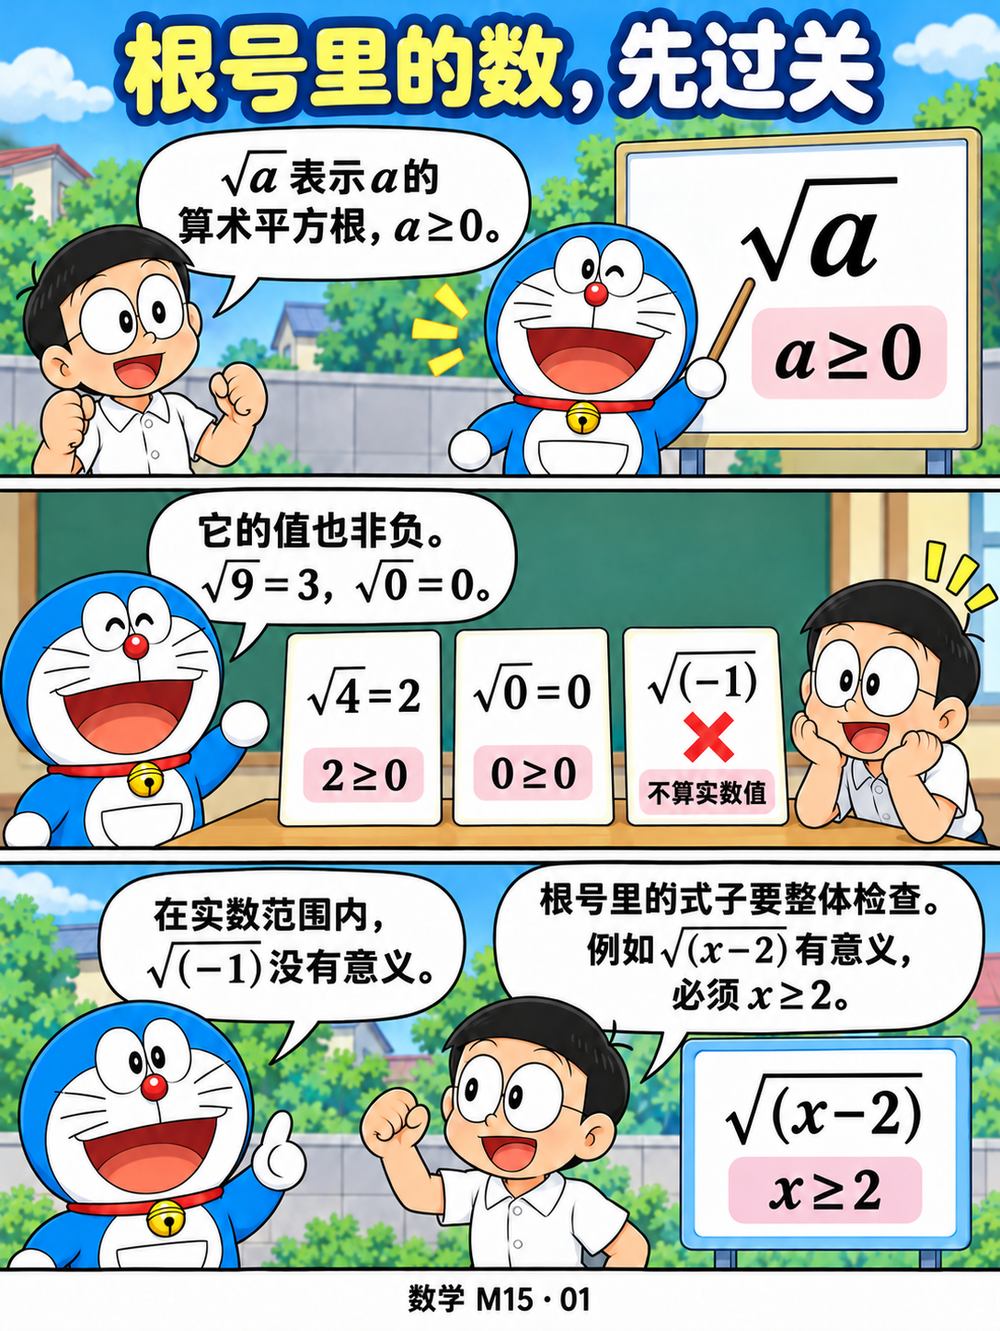 根号里的数，先过关
√a 表示 a 的
算术平方根，a≥0。
√a
a≥0
它的值也非负。
√9=3，√0=0。
√4=2
2≥0
√0=0
0≥0
√(−1)
不算实数值
在实数范围内，
√(−1)没有意义。
根号里的式子要整体检查。
例如√(x−2)有意义，
必须 x≥2。
√(x−2)
x≥2
数学 M15·01